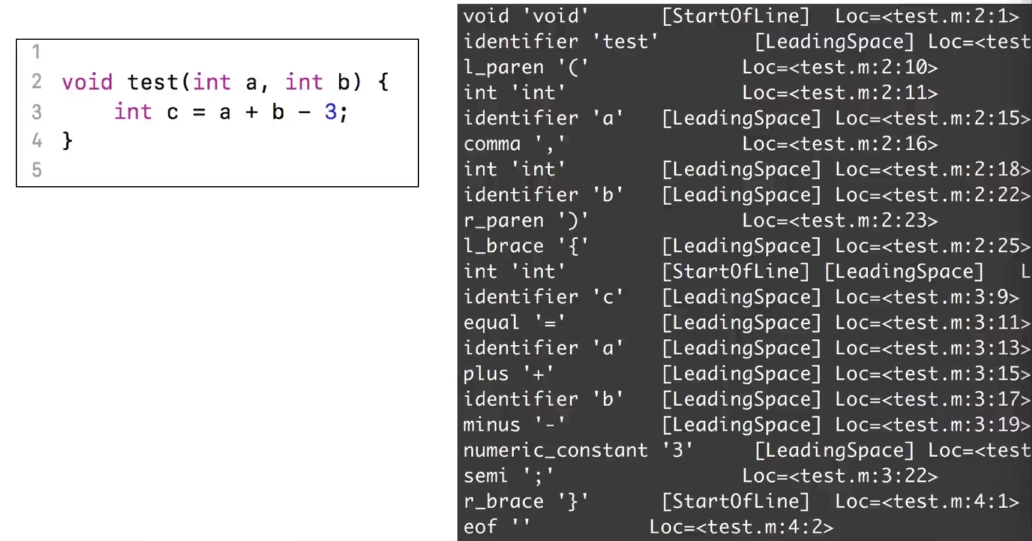 1
2 void test(int a, int b) {
3 int c = a + b - 3;
4 }
5
void 'void' [StartOfLine] Loc=<test.m:2:1>
identifier 'test' [LeadingSpace] Loc=<test
l_paren '(' Loc=<test.m:2:10>
int 'int' Loc=<test.m:2:11>
identifier 'a' [LeadingSpace] Loc=<test.m:2:15>
comma ',' Loc=<test.m:2:16>
int 'int' [LeadingSpace] Loc=<test.m:2:18>
identifier 'b' [LeadingSpace] Loc=<test.m:2:22>
r_paren ')' Loc=<test.m:2:23>
l_brace '{' [LeadingSpace] Loc=<test.m:2:25>
int 'int' [StartOfLine] [LeadingSpace] L
identifier 'c' [LeadingSpace] Loc=<test.m:3:9>
equal '=' [LeadingSpace] Loc=<test.m:3:11>
identifier 'a' [LeadingSpace] Loc=<test.m:3:13>
plus '+' [LeadingSpace] Loc=<test.m:3:15>
identifier 'b' [LeadingSpace] Loc=<test.m:3:17>
minus '-' [LeadingSpace] Loc=<test.m:3:19>
numeric_constant '3' [LeadingSpace] Loc=<test
semi ';' Loc=<test.m:3:22>
r_brace '}' [StartOfLine] Loc=<test.m:4:1>
eof '' Loc=<test.m:4:2>